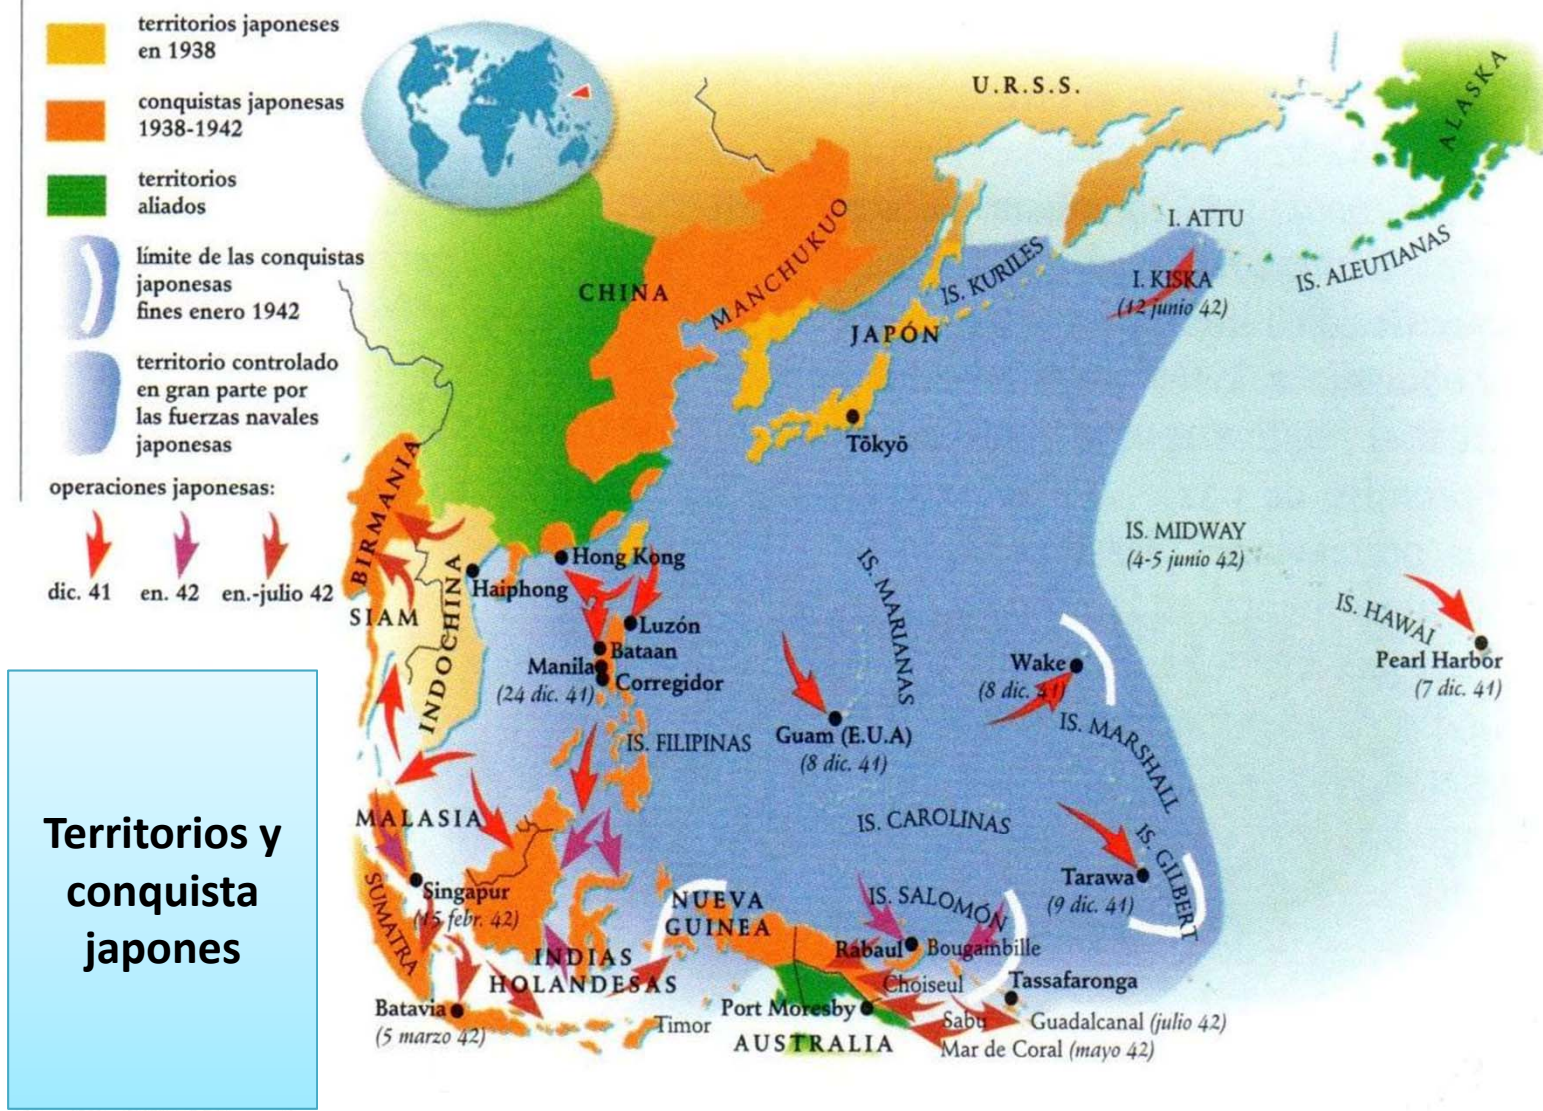 territorios japoneses
en 1938
conquistas japonesas
1938-1942
territorios
aliados
límite de las conquistas
japonesas
fines enero 1942
territorio controlado
en gran parte por
las fuerzas navales
japonesas
operaciones japonesas:
dic. 41
en. 42
en.-julio 42
Territorios y
conquista
japones
U.R.S.S.
ALASKA
I. ATTU
IS. ALEUTIANAS
I. KISKA
(12 junio 42)
IS. KURILES
MANCHUKUO
CHINA
JAPÓN
Tōkyō
BIRMANIA
IS. MIDWAY
(4-5 junio 42)
Hong Kong
Haiphong
SIAM
INDOCHINA
Luzón
Bataan
Manila
(24 dic. 41)
Corregidor
IS. MARIANAS
IS. HAWAI
Pearl Harbor
(7 dic. 41)
Wake
(8 dic. 41)
IS. FILIPINAS
Guam (E.U.A)
(8 dic. 41)
IS. MARSHALL
MALASIA
IS. CAROLINAS
IS. GILBERT
Tarawa
(9 dic. 41)
Singapur
(15 febr. 42)
SUMATRA
NUEVA
GUINEA
IS. SALOMÓN
Rabaul
Bougainbille
INDIAS
HOLANDESAS
Choiseul
Tassafaronga
Batavia
(5 marzo 42)
Timor
Port Moresby
Sabu
Guadalcanal (julio 42)
AUSTRALIA
Mar de Coral (mayo 42)